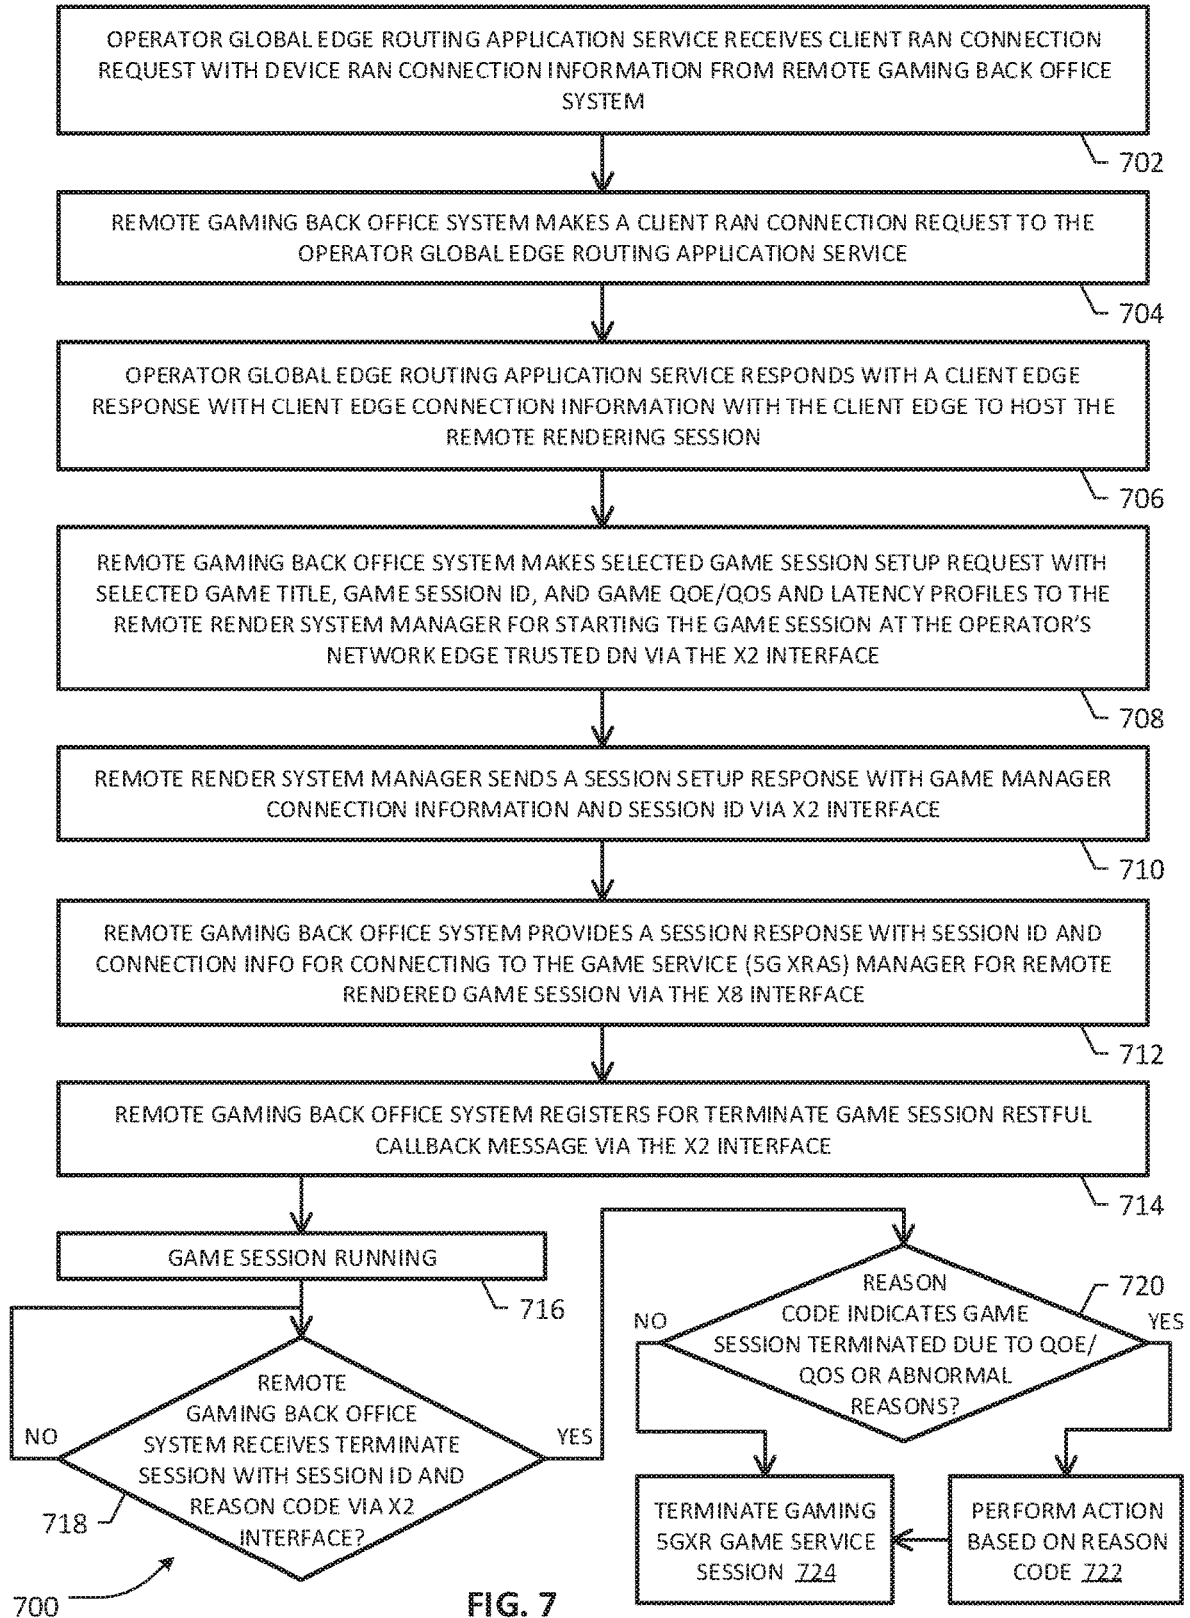 OPERATOR GLOBAL EDGE ROUTING APPLICATION SERVICE RECEIVES CLIENT RAN CONNECTION
REQUEST WITH DEVICE RAN CONNECTION INFORMATION FROM REMOTE GAMING BACK OFFICE
SYSTEM
702
REMOTE GAMING BACK OFFICE SYSTEM MAKES A CLIENT RAN CONNECTION REQUEST TO THE
OPERATOR GLOBAL EDGE ROUTING APPLICATION SERVICE
704
OPERATOR GLOBAL EDGE ROUTING APPLICATION SERVICE RESPONDS WITH A CLIENT EDGE
RESPONSE WITH CLIENT EDGE CONNECTION INFORMATION WITH THE CLIENT EDGE TO HOST THE
REMOTE RENDERING SESSION
706
REMOTE GAMING BACK OFFICE SYSTEM MAKES SELECTED GAME SESSION SETUP REQUEST WITH
SELECTED GAME TITLE, GAME SESSION ID, AND GAME QOE/QOS AND LATENCY PROFILES TO THE
REMOTE RENDER SYSTEM MANAGER FOR STARTING THE GAME SESSION AT THE OPERATOR'S
NETWORK EDGE TRUSTED DN VIA THE X2 INTERFACE
708
REMOTE RENDER SYSTEM MANAGER SENDS A SESSION SETUP RESPONSE WITH GAME MANAGER
CONNECTION INFORMATION AND SESSION ID VIA X2 INTERFACE
710
REMOTE GAMING BACK OFFICE SYSTEM PROVIDES A SESSION RESPONSE WITH SESSION ID AND
CONNECTION INFO FOR CONNECTING TO THE GAME SERVICE (5G XRAS) MANAGER FOR REMOTE
RENDERED GAME SESSION VIA THE X8 INTERFACE
712
REMOTE GAMING BACK OFFICE SYSTEM REGISTERS FOR TERMINATE GAME SESSION RESTFUL
CALLBACK MESSAGE VIA THE X2 INTERFACE
714
GAME SESSION RUNNING
716
REMOTE
GAMING BACK OFFICE
SYSTEM RECEIVES TERMINATE
SESSION WITH SESSION ID AND
REASON CODE VIA X2
INTERFACE?
NO
YES
718
REASON
CODE INDICATES GAME
SESSION TERMINATED DUE TO QOE/
QOS OR ABNORMAL
REASONS?
720
NO
YES
TERMINATE GAMING
5GXR GAME SERVICE
SESSION 724
PERFORM ACTION
BASED ON REASON
CODE 722
700
FIG. 7